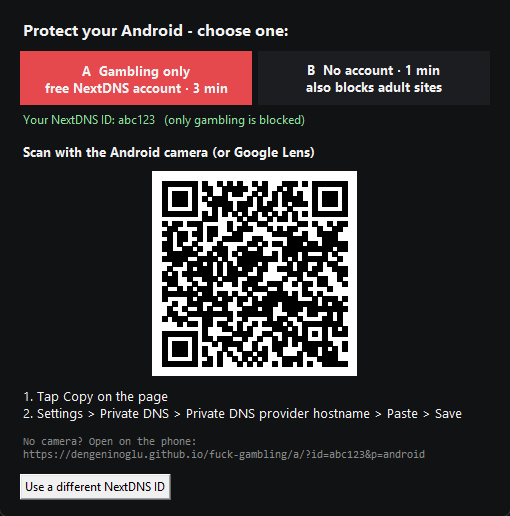 Protect your Android - choose one:
A Gambling only
free NextDNS account · 3 min
B No account · 1 min
also blocks adult sites
Your NextDNS ID: abc123 (only gambling is blocked)
Scan with the Android camera (or Google Lens)
1. Tap Copy on the page
2. Settings > Private DNS > Private DNS provider hostname > Paste > Save
No camera? Open on the phone:
https://dengeninoglu.github.io/fuck-gambling/a/?id=abc123&p=android
Use a different NextDNS ID